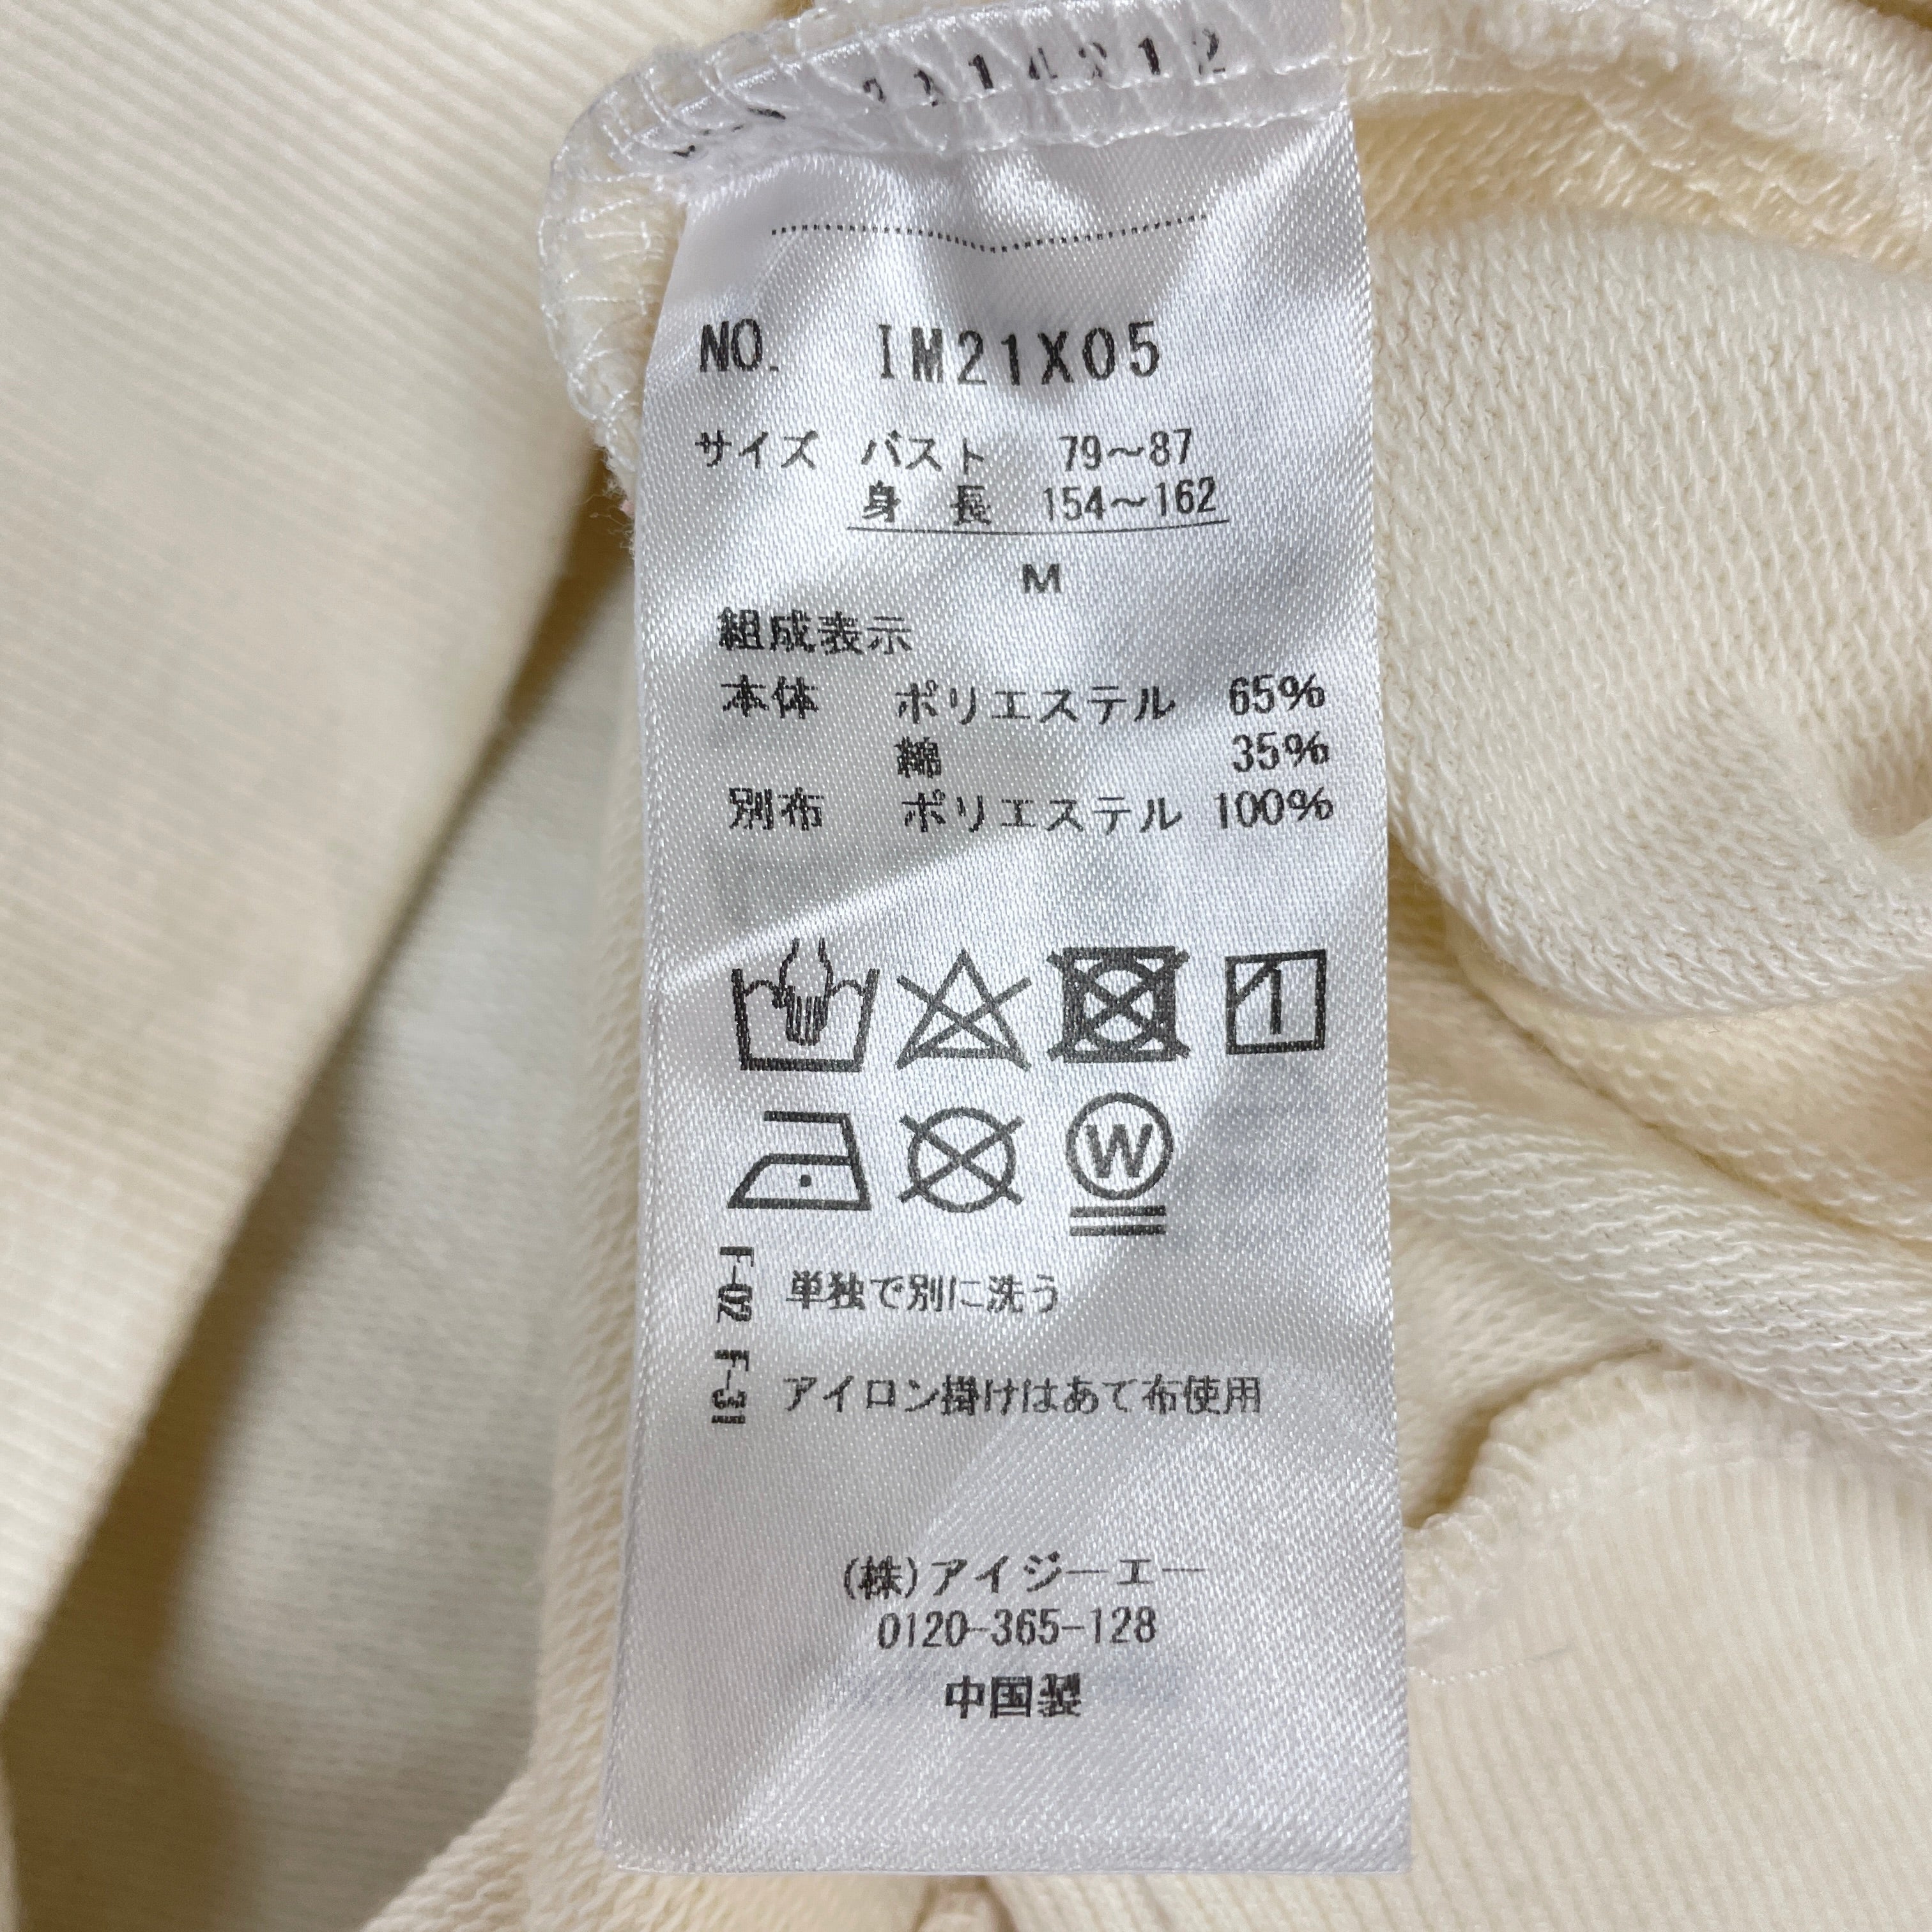 NO. IM21X05
サイズ バスト 79～87
身長 154～162
M
組成表示
本体 ポリエステル 65%
綿 35%
別布 ポリエステル 100%
W
F-02 単独で別に洗う
F-31 アイロン掛けはあて布使用
(株)アイジーエー
0120-365-128
中国製